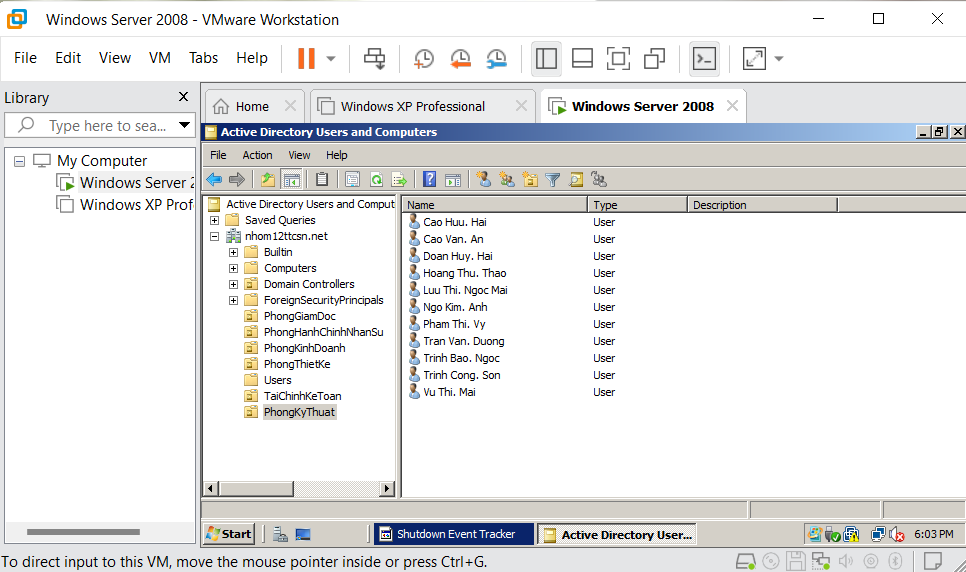 Windows Server 2008 - VMware Workstation
File Edit View VM Tabs Help
Library
Type here to sea...
My Computer
Windows Server 2
Windows XP Prof
Home
Windows XP Professional
Windows Server 2008
Active Directory Users and Computers
File Action View Help
Active Directory Users and Comput
Saved Queries
nhom12ttcsn.net
Builtin
Computers
Domain Controllers
ForeignSecurityPrincipals
PhongGiamDoc
PhongHanhChinhNhanSu
PhongKinhDoanh
PhongThietKe
Users
TaiChinhKeToan
PhongKyThuat
Name Type Description
Cao Huu. Hai User
Cao Van. An User
Doan Huy. Hai User
Hoang Thu. Thao User
Luu Thi. Ngoc Mai User
Ngo Kim. Anh User
Pham Thi. Vy User
Tran Van. Duong User
Trinh Bao. Ngoc User
Trinh Cong. Son User
Vu Thi. Mai User
Start
Shutdown Event Tracker
Active Directory User...
6:03 PM
To direct input to this VM, move the mouse pointer inside or press Ctrl+G.